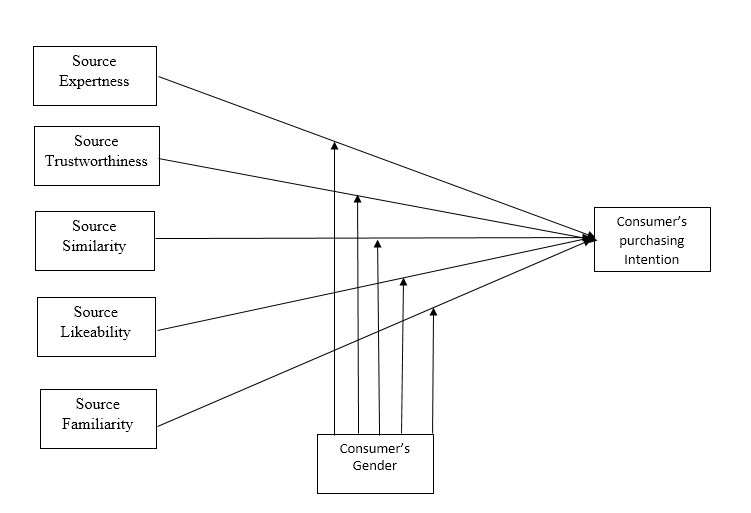 Source
Expertness
Source
Trustworthiness
Source
Similarity
Source
Likeability
Source
Familiarity
Consumer’s
purchasing
Intention
Consumer’s
Gender